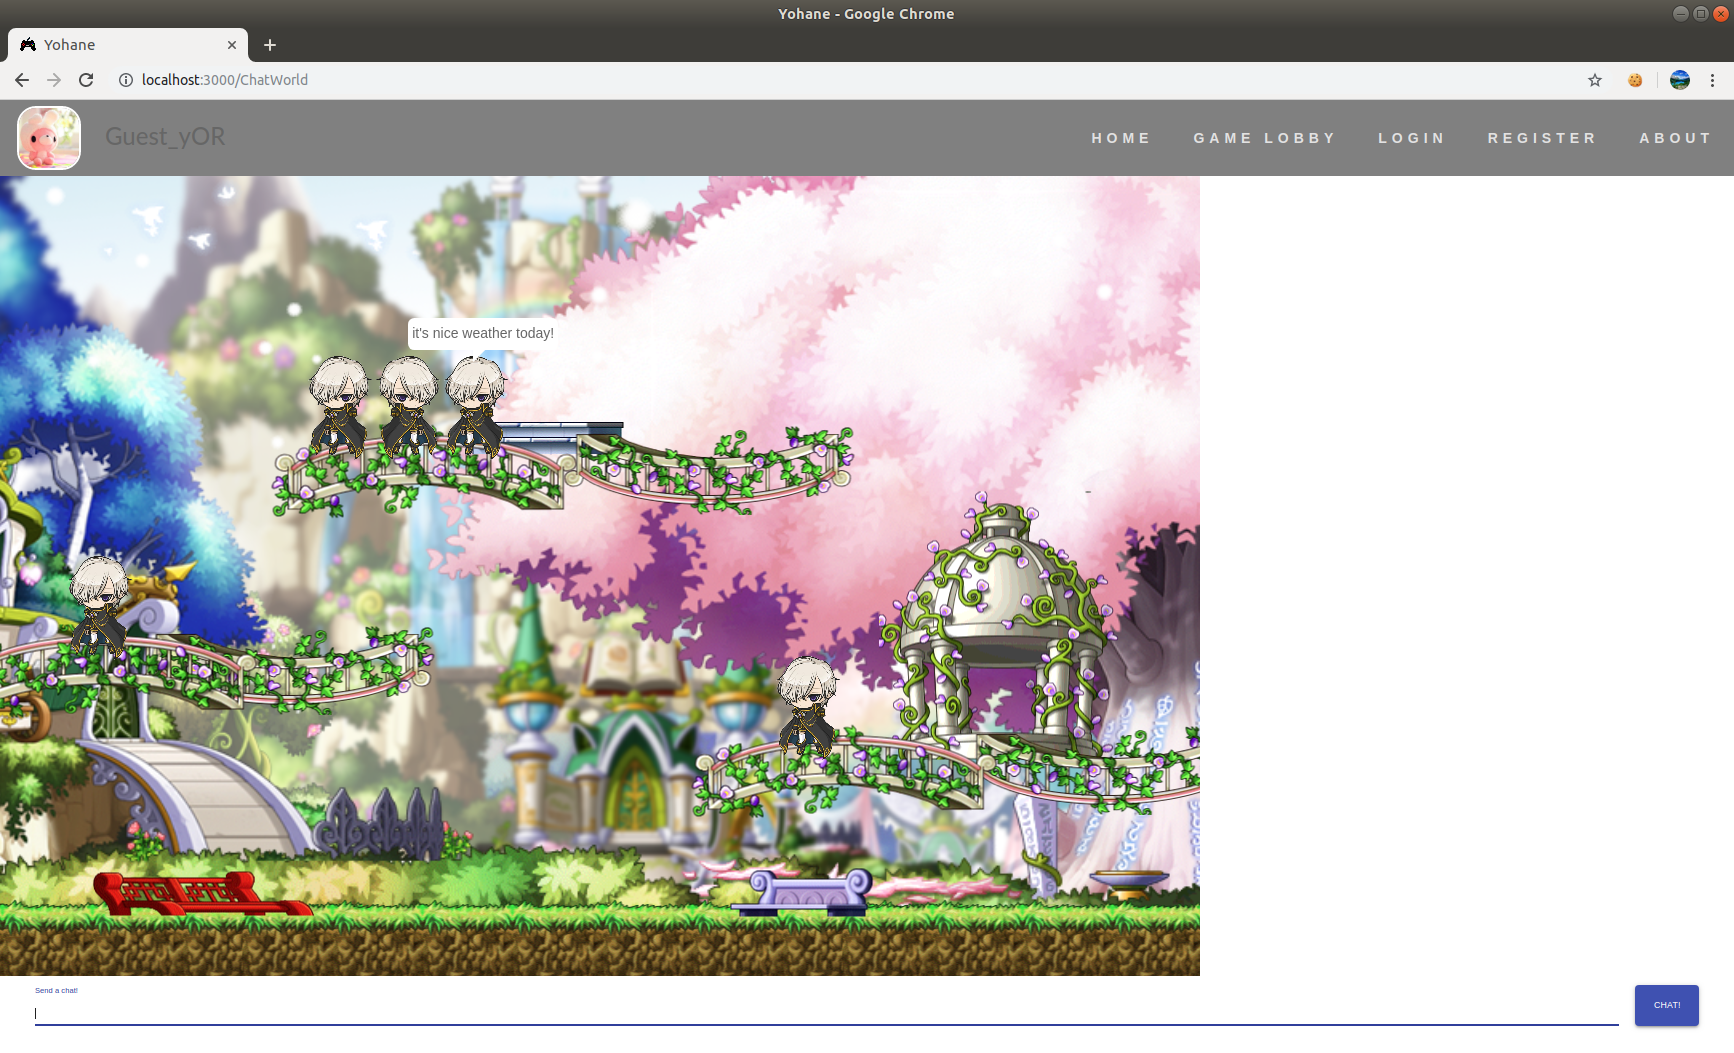 Yohane - Google Chrome
Yohane
localhost:3000/ChatWorld
Guest_yOR
HOME GAME LOBBY LOGIN REGISTER ABOUT
it's nice weather today!
Send a chat!
CHAT!